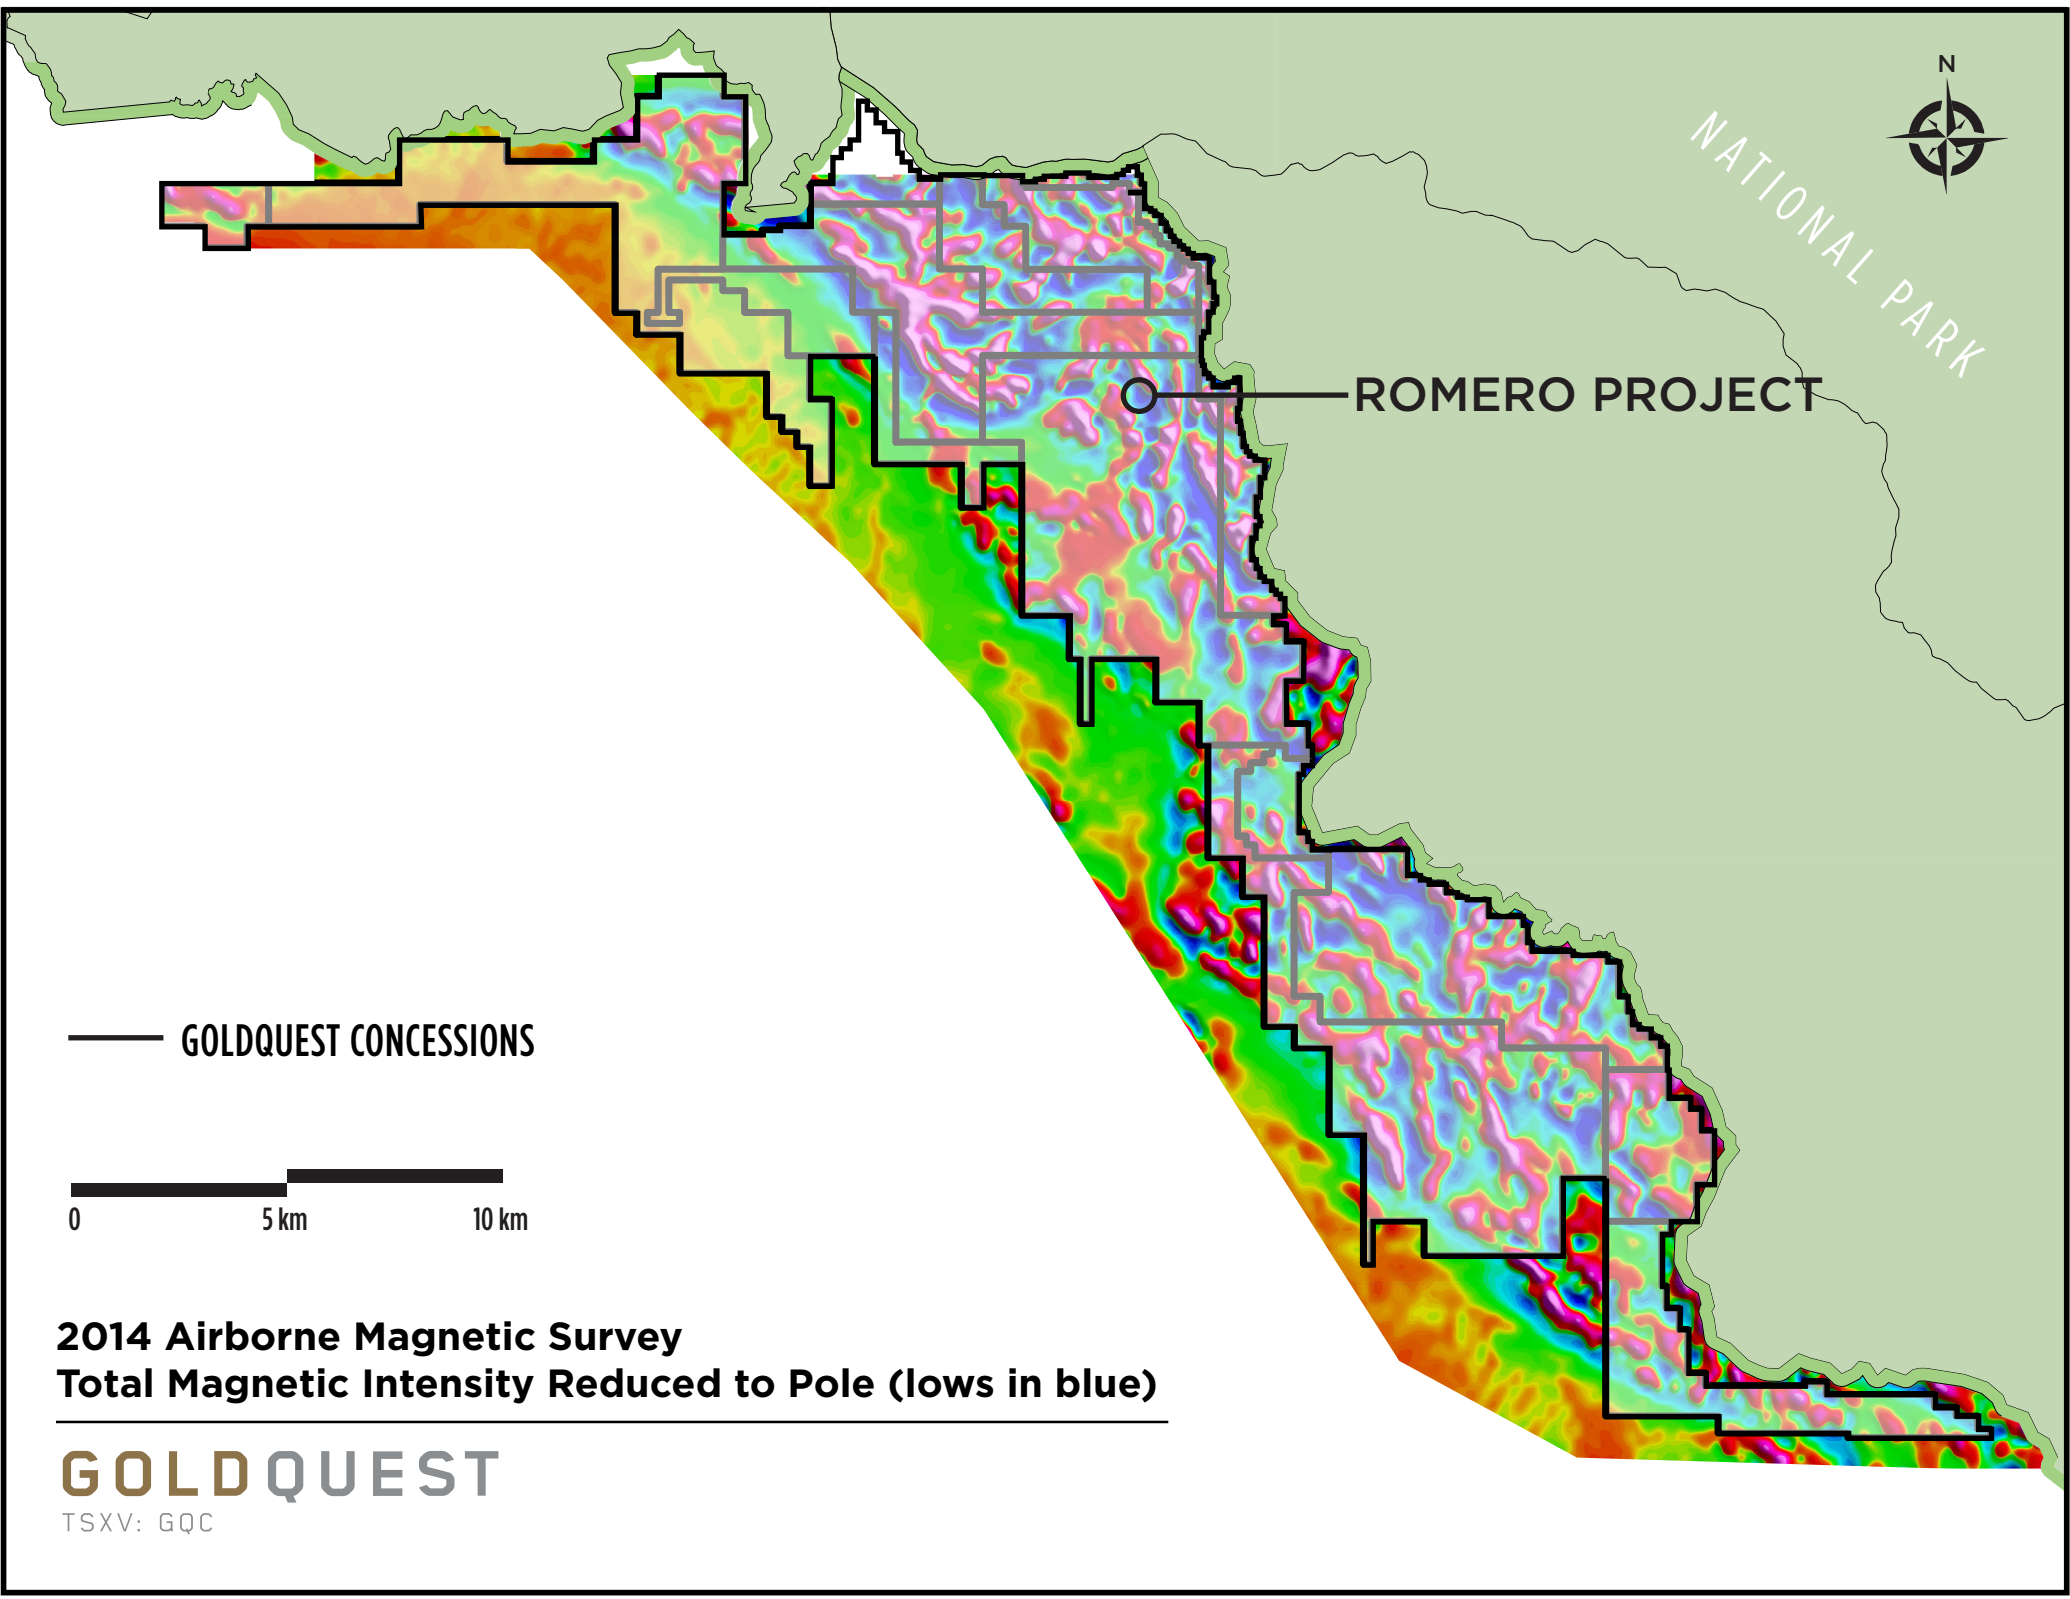 N
NATIONAL PARK
ROMERO PROJECT
GOLDQUEST CONCESSIONS
0 5 km 10 km
2014 Airborne Magnetic Survey
Total Magnetic Intensity Reduced to Pole (lows in blue)
GOLDQUEST
TSXV: GQC